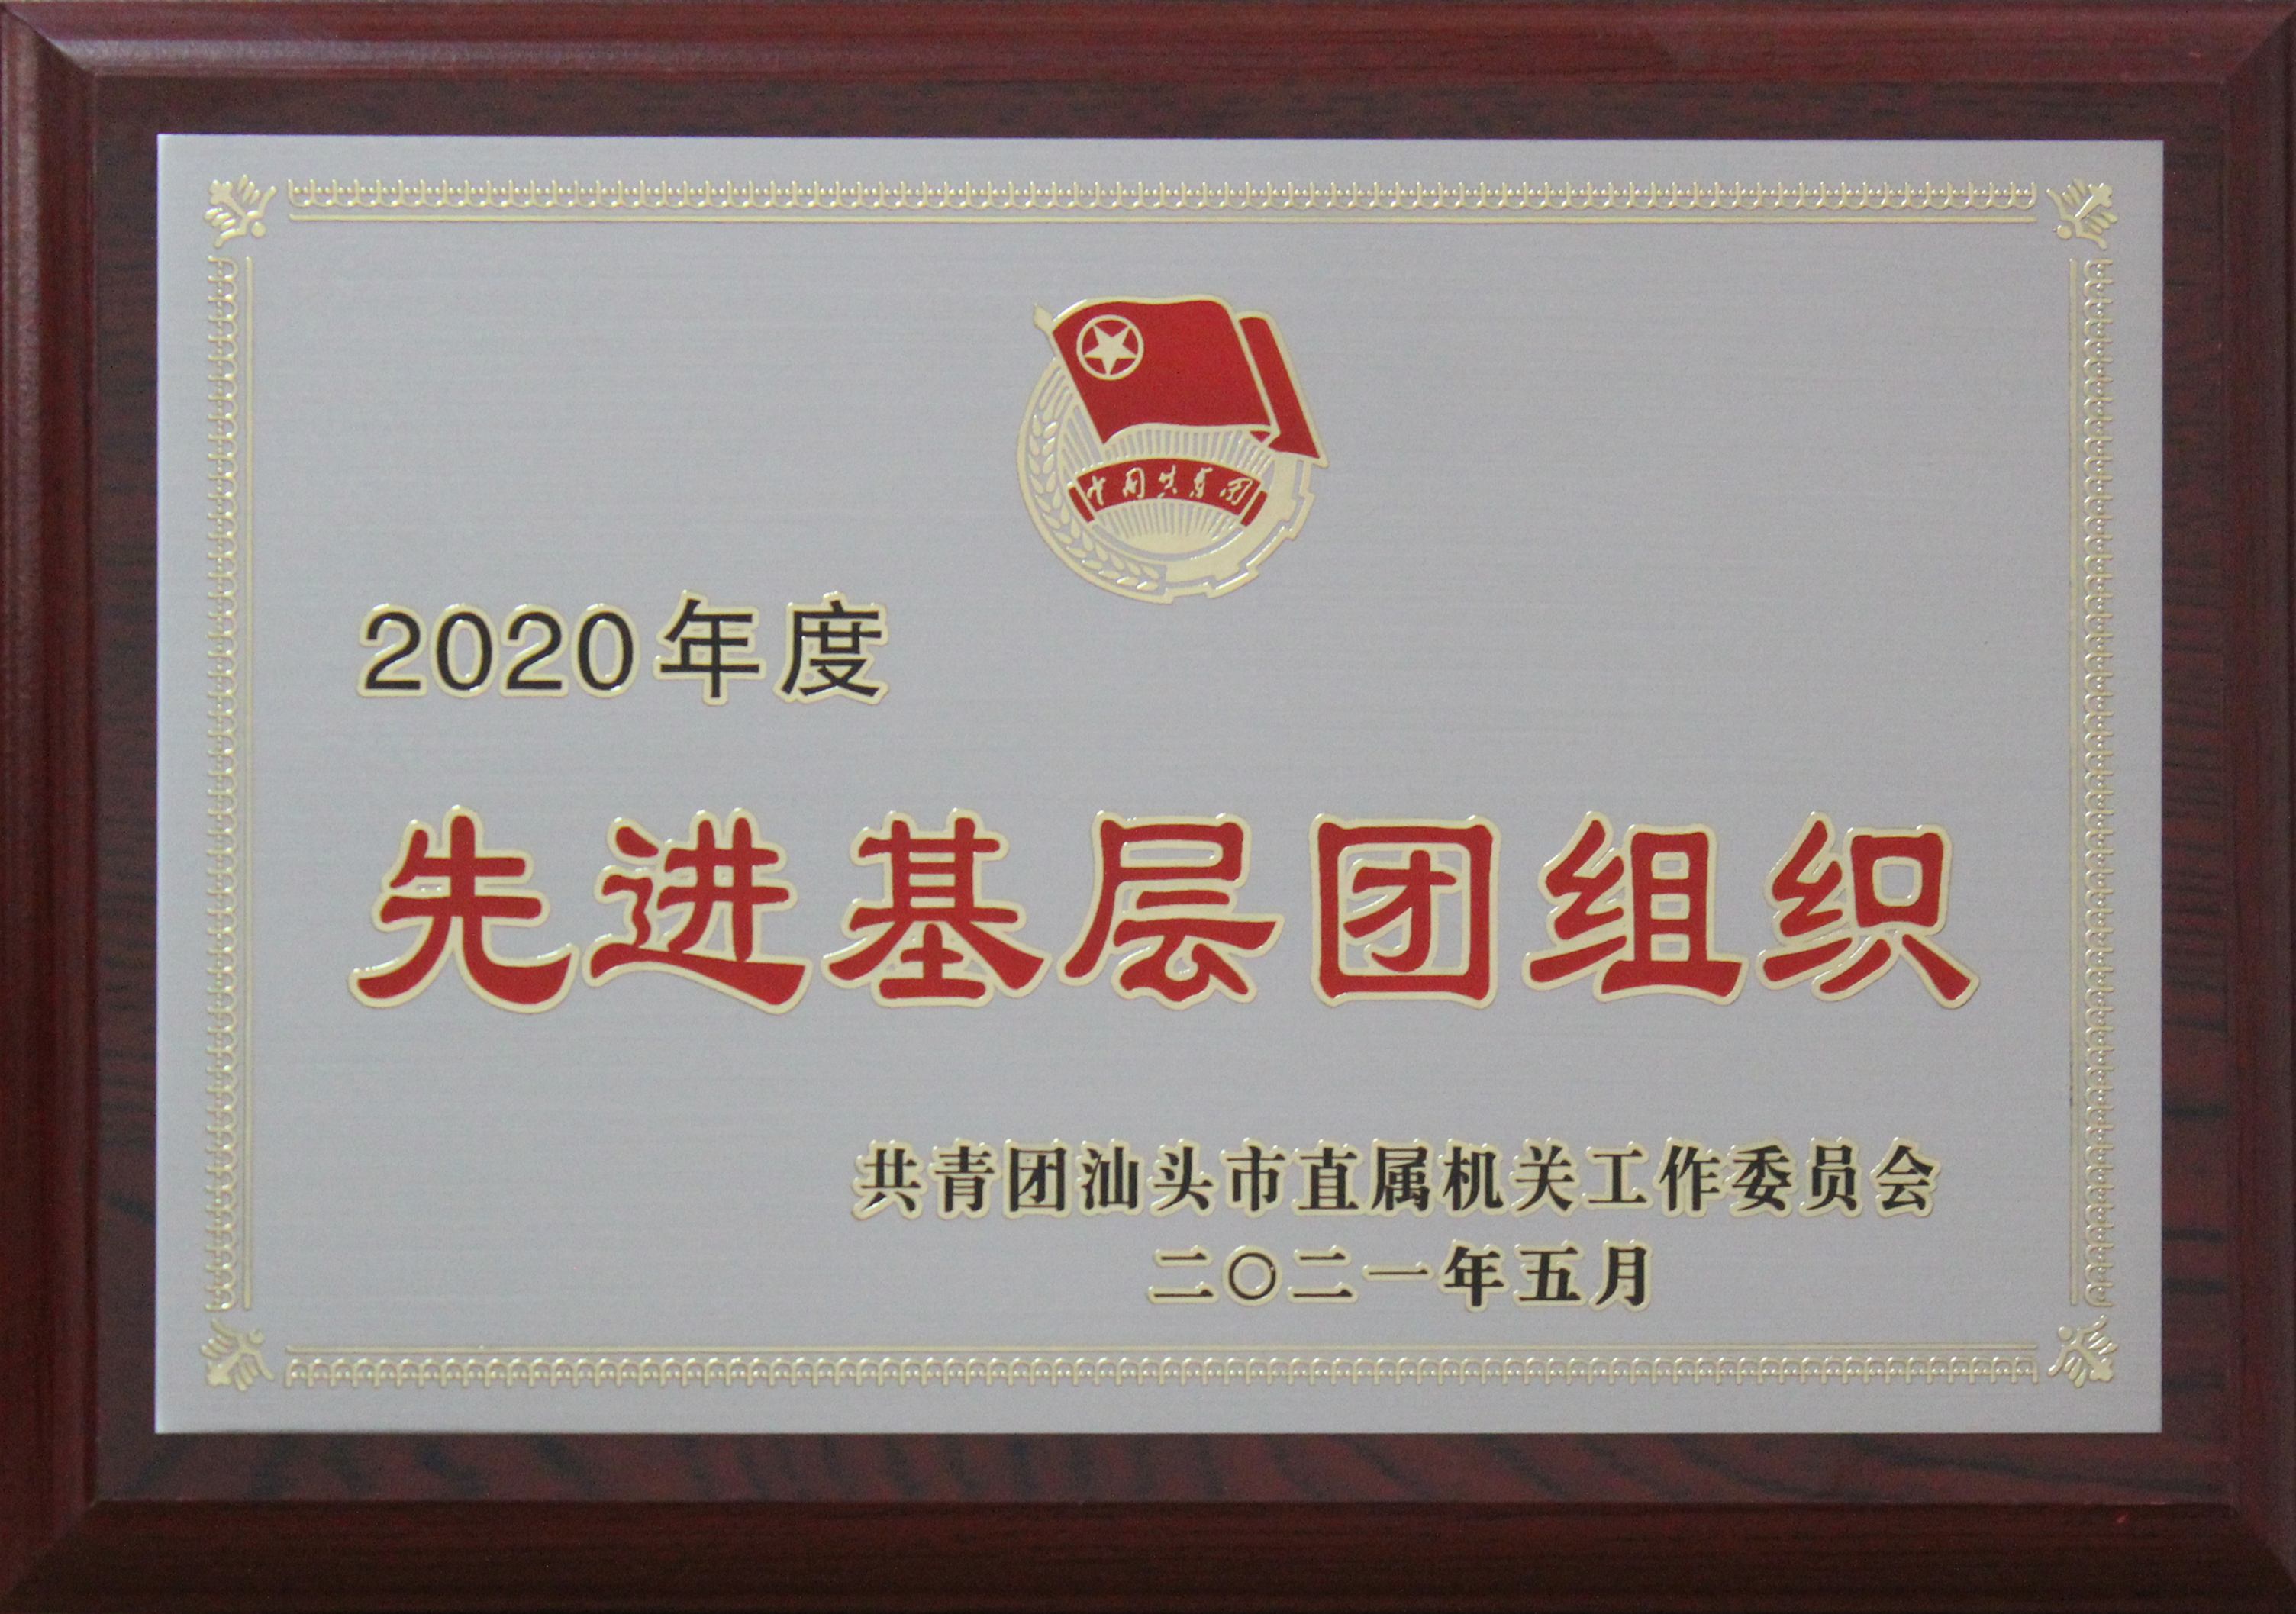 中国共青团
2020年度
先进基层团组织
共青团汕头市直属机关工作委员会
二〇二一年五月